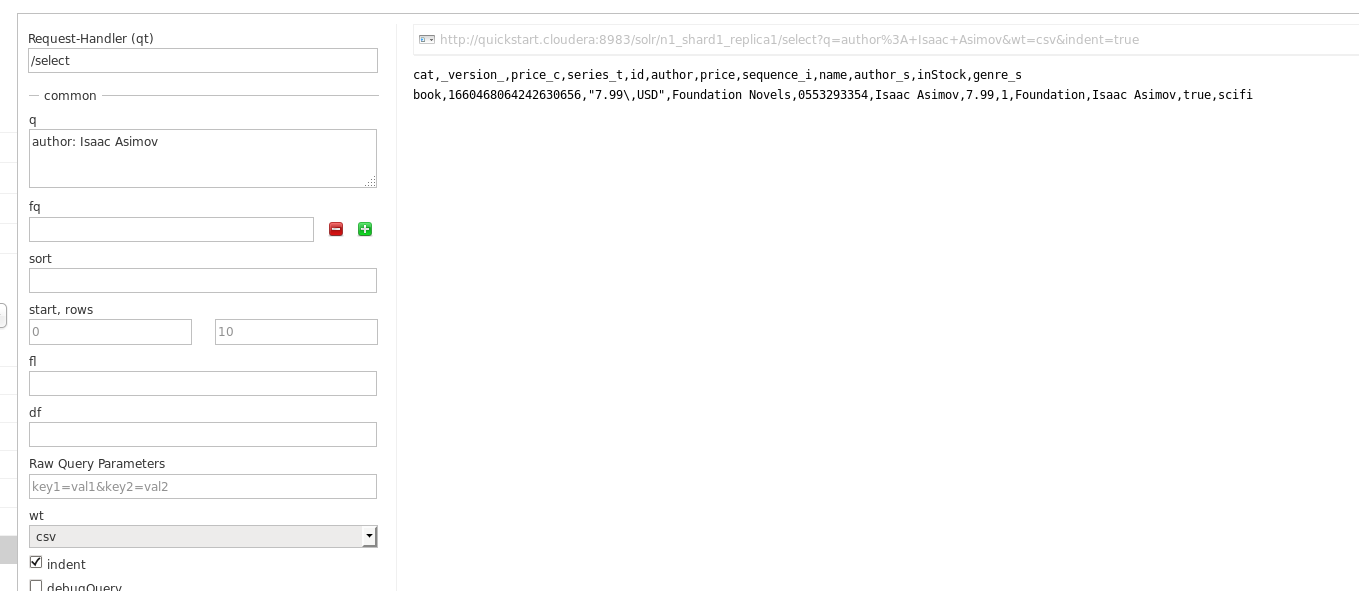 Request-Handler (qt)
/select
common
q
author: Isaac Asimov
fq
sort
start, rows
0 10
fl
df
Raw Query Parameters
key1=val1&key2=val2
wt
csv
indent
debugQuery
http://quickstart.cloudera:8983/solr/n1_shard1_replica1/select?q=author%3A+Isaac+Asimov&wt=csv&indent=true
cat,_version_,price_c,series_t,id,author,price,sequence_i,name,author_s,inStock,genre_s
book,1660468064242630656,"7.99\,USD",Foundation Novels,0553293354,Isaac Asimov,7.99,1,Foundation,Isaac Asimov,true,scifi